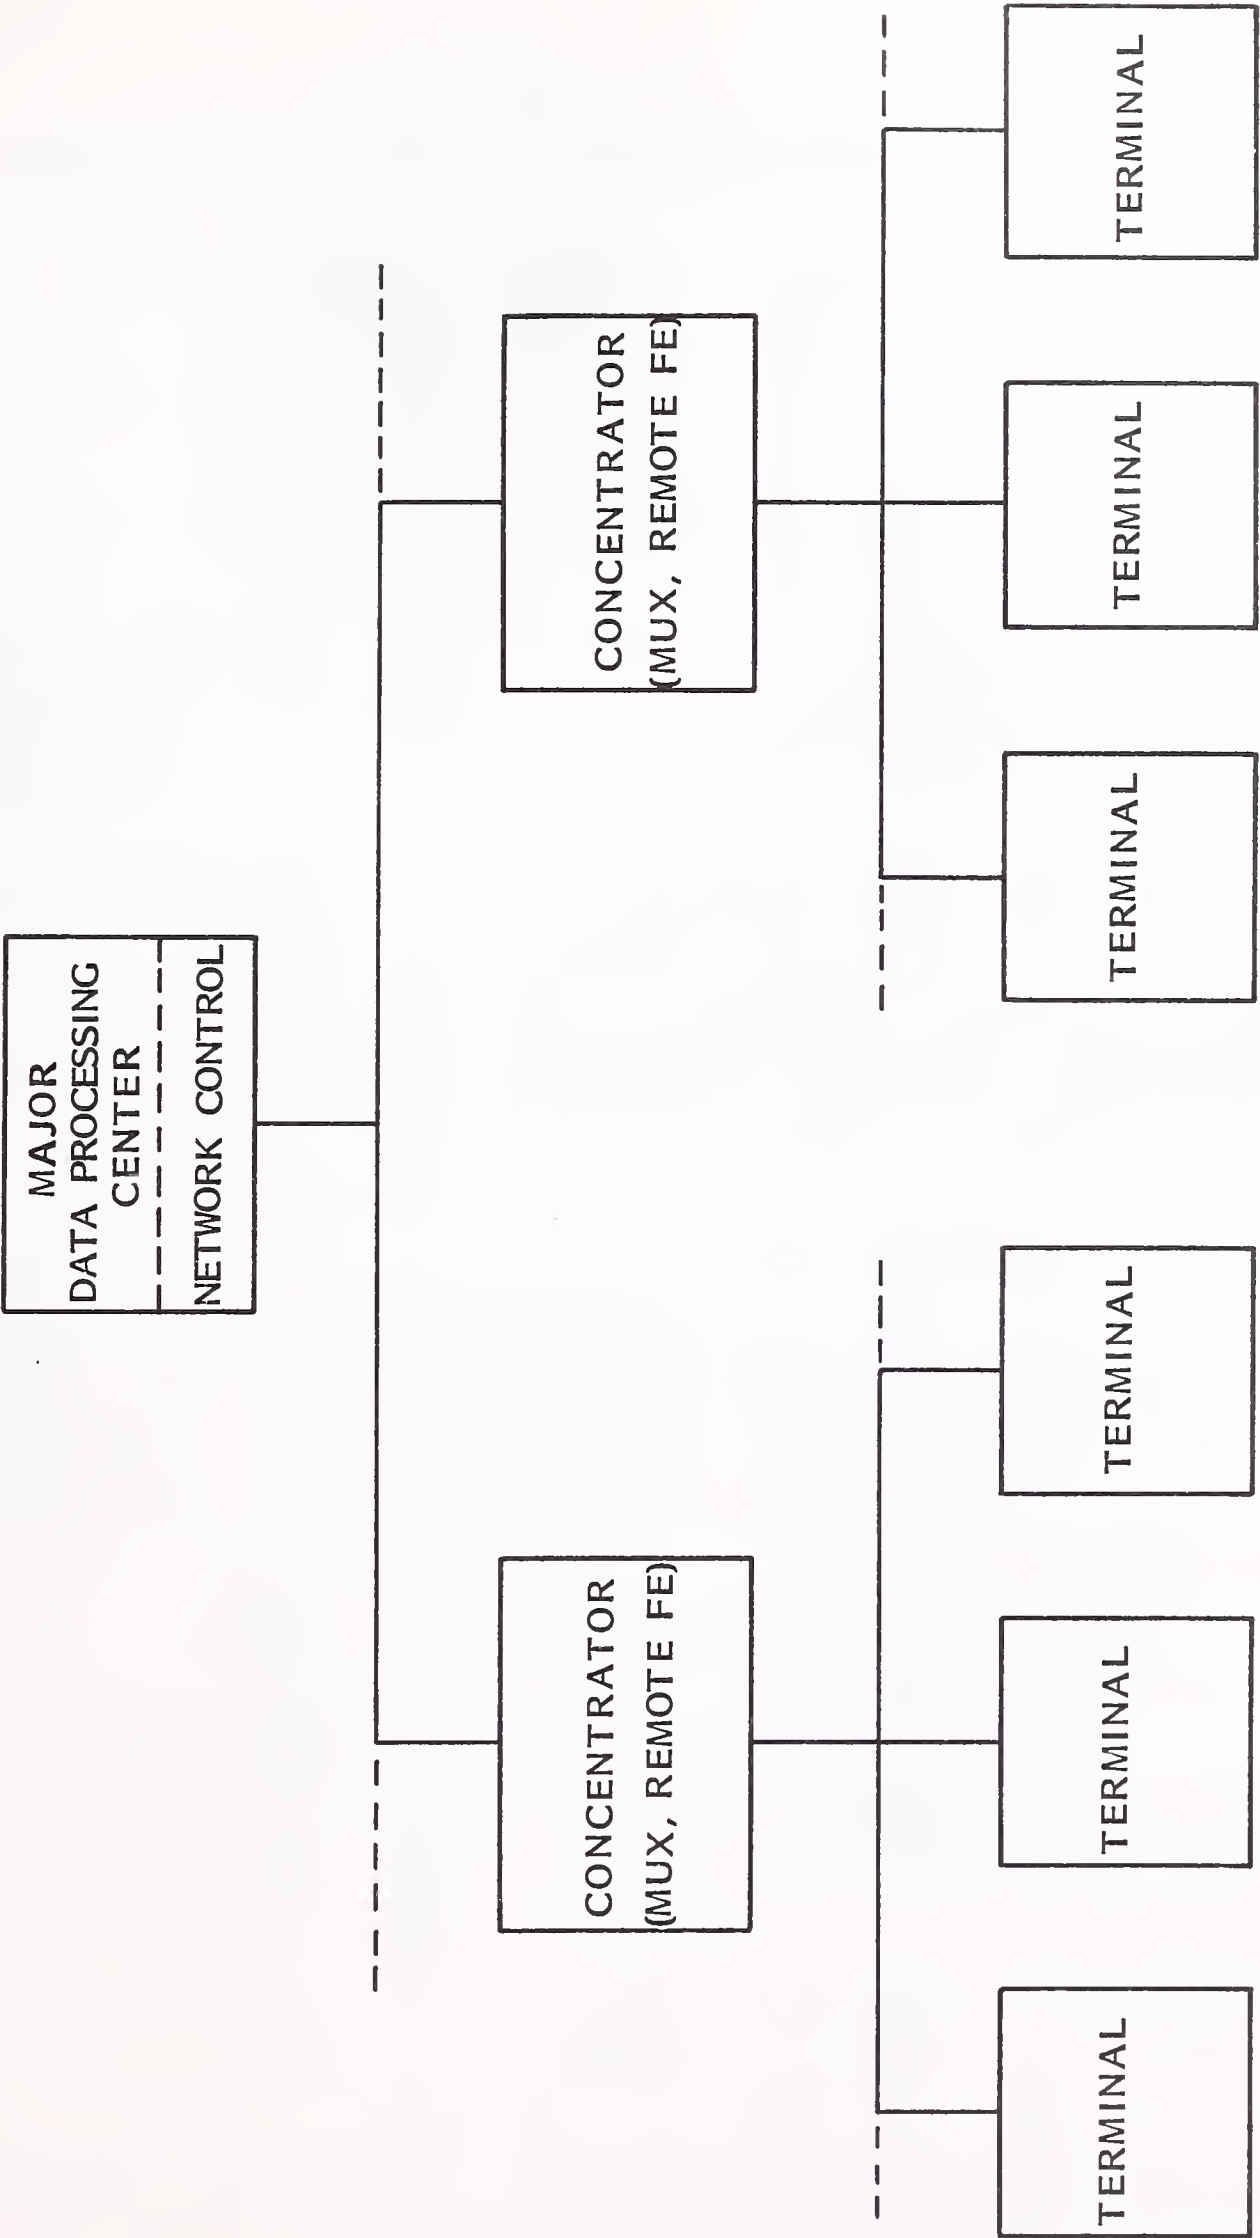 MAJOR
DATA PROCESSING
CENTER
NETWORK CONTROL
CONCENTRATOR
(MUX, REMOTE FE)
CONCENTRATOR
(MUX, REMOTE FE)
TERMINAL
TERMINAL
TERMINAL
TERMINAL
TERMINAL
TERMINAL